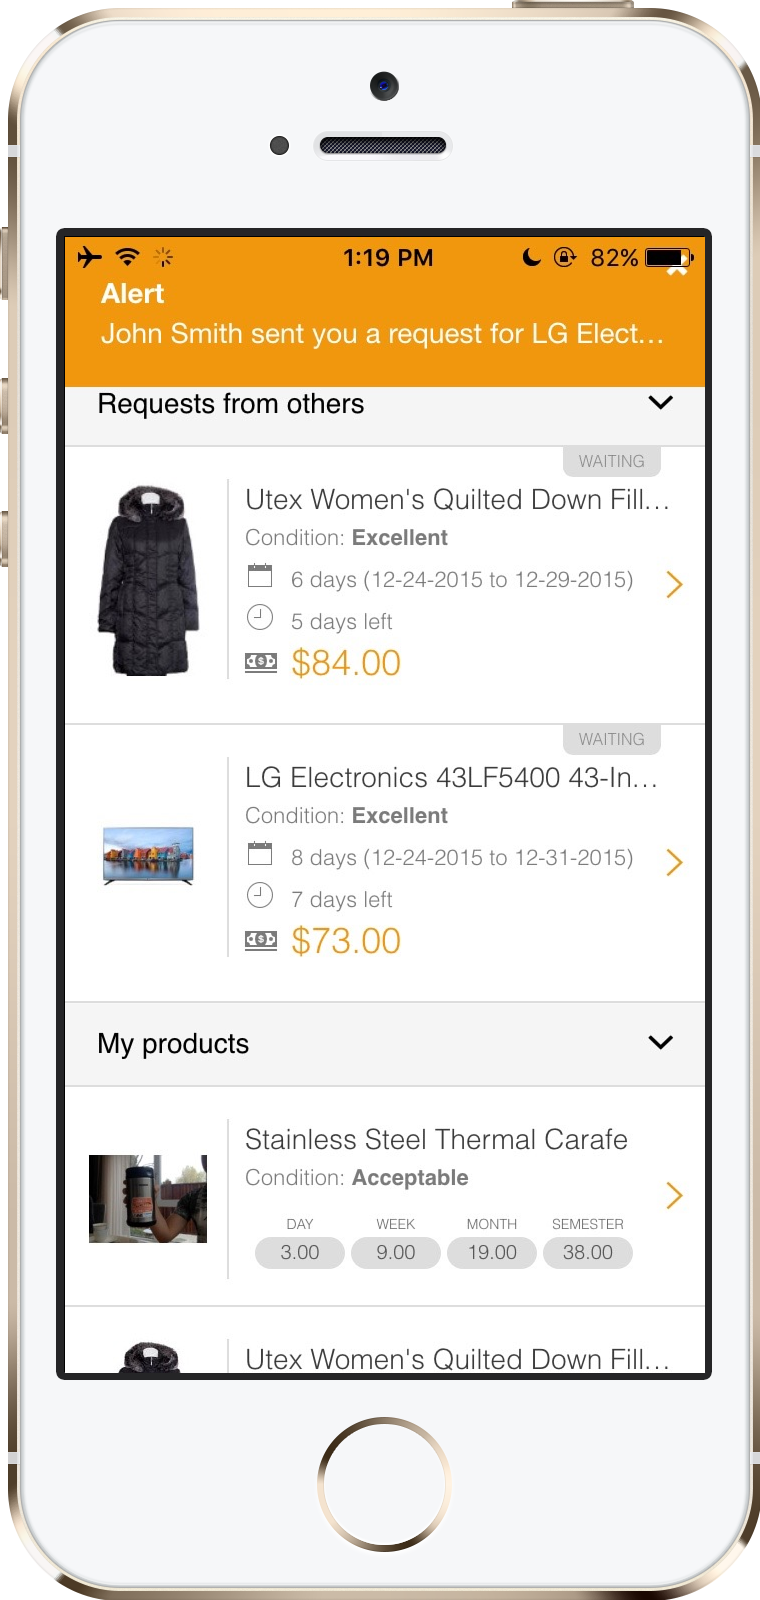 1:19 PM
82%
Alert
John Smith sent you a request for LG Elect...
Requests from others
WAITING
Utex Women's Quilted Down Fill...
Condition: Excellent
6 days (12-24-2015 to 12-29-2015)
5 days left
$84.00
WAITING
LG Electronics 43LF5400 43-In...
Condition: Excellent
8 days (12-24-2015 to 12-31-2015)
7 days left
$73.00
My products
Stainless Steel Thermal Carafe
Condition: Acceptable
DAY WEEK MONTH SEMESTER
3.00 9.00 19.00 38.00
Utex Women's Quilted Down Fill...